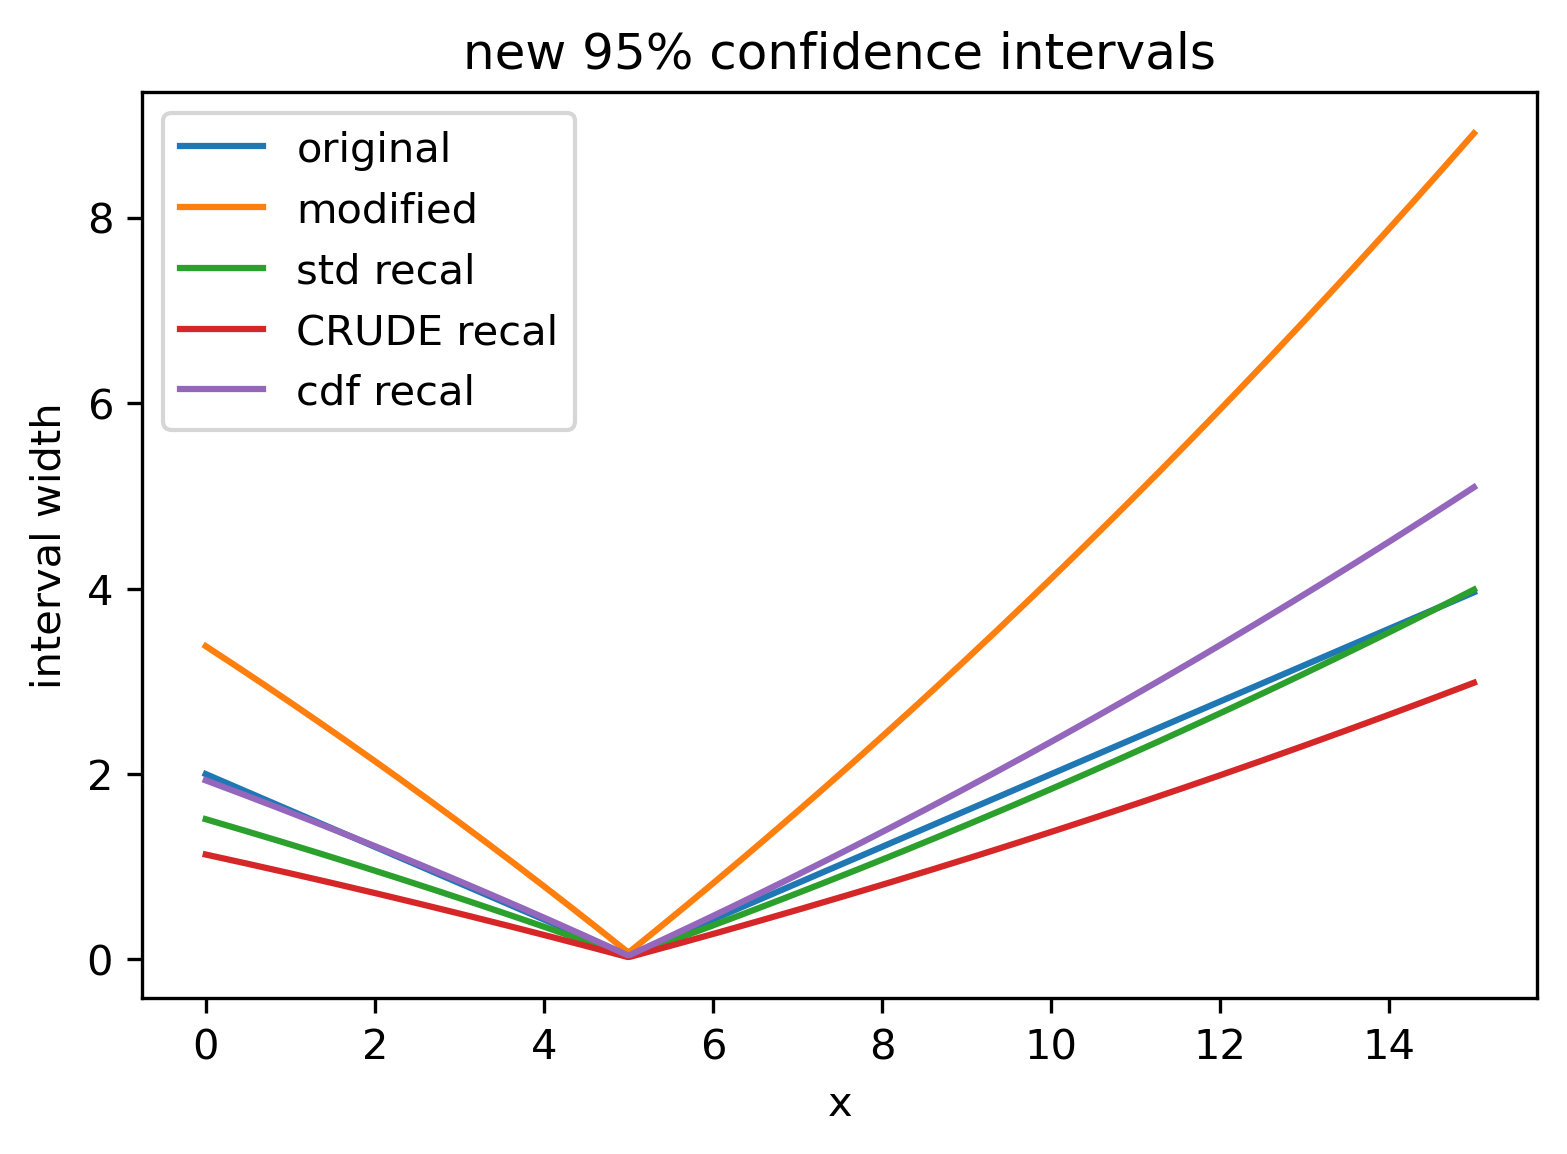 new 95% confidence intervals
original
modified
std recal
CRUDE recal
cdf recal
interval width
8
6
4
2
0
0 2 4 6 8 10 12 14
x